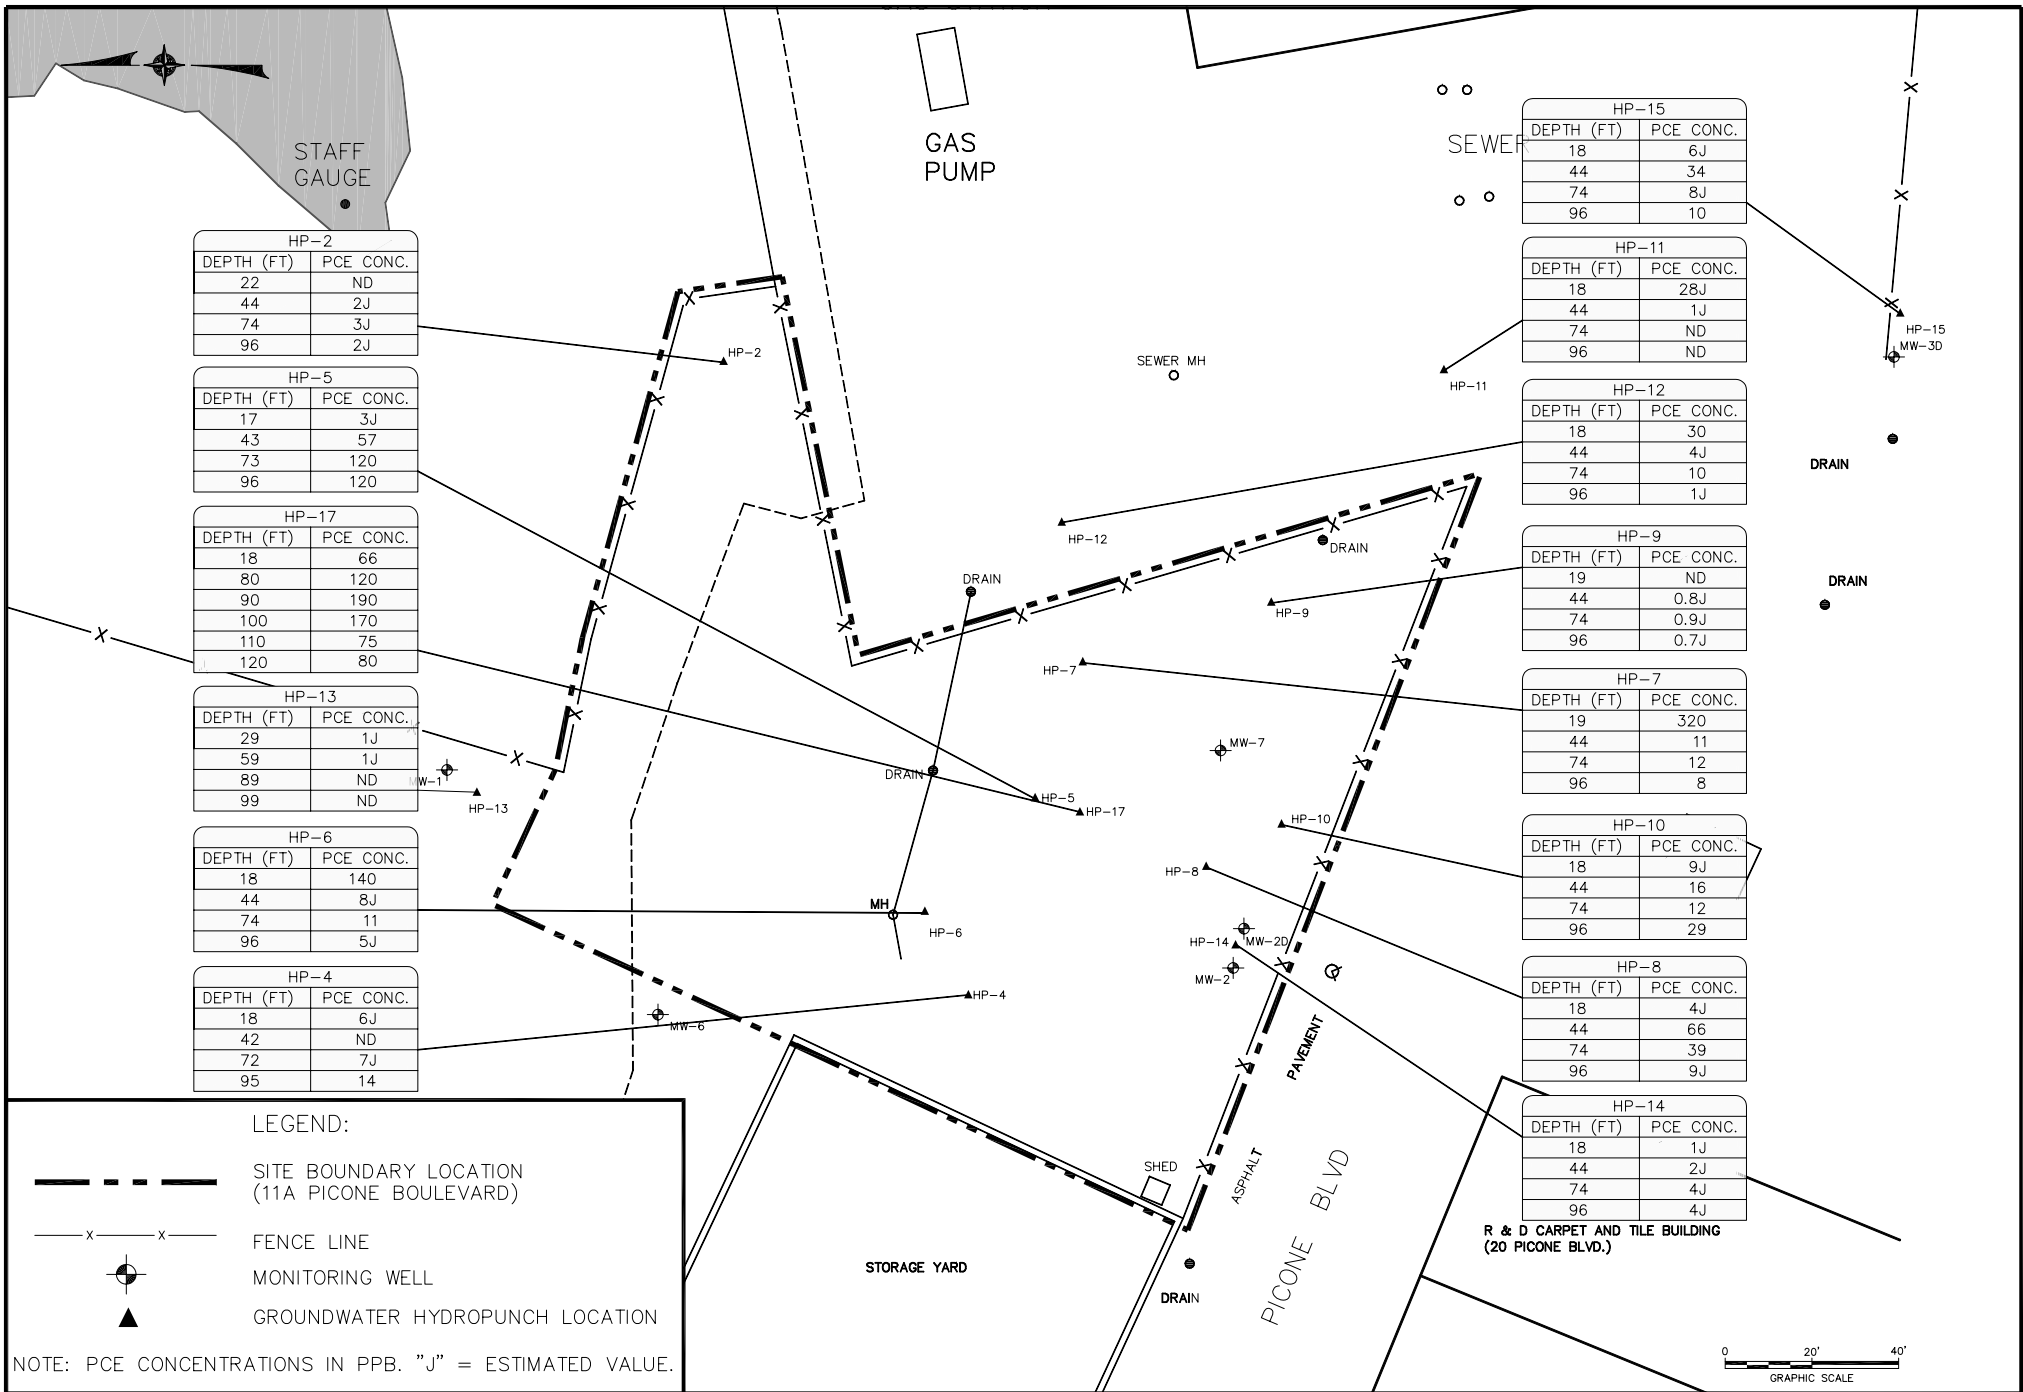 STAFF
GAUGE
GAS
PUMP
SEWER
HP-2
DEPTH (FT) PCE CONC.
22 ND
44 2J
74 3J
96 2J
HP-5
DEPTH (FT) PCE CONC.
17 3J
43 57
73 120
96 120
HP-17
DEPTH (FT) PCE CONC.
18 66
80 120
90 190
100 170
110 75
120 80
HP-13
DEPTH (FT) PCE CONC.
29 1J
59 1J
89 ND
99 ND
HP-6
DEPTH (FT) PCE CONC.
18 140
44 8J
74 11
96 5J
HP-4
DEPTH (FT) PCE CONC.
18 6J
42 ND
72 7J
95 14
HP-15
DEPTH (FT) PCE CONC.
18 6J
44 34
74 8J
96 10
HP-11
DEPTH (FT) PCE CONC.
18 28J
44 1J
74 ND
96 ND
HP-12
DEPTH (FT) PCE CONC.
18 30
44 4J
74 10
96 1J
HP-9
DEPTH (FT) PCE CONC.
19 ND
44 0.8J
74 0.9J
96 0.7J
HP-7
DEPTH (FT) PCE CONC.
19 320
44 11
74 12
96 8
HP-10
DEPTH (FT) PCE CONC.
18 9J
44 16
74 12
96 29
HP-8
DEPTH (FT) PCE CONC.
18 4J
44 66
74 39
96 9J
HP-14
DEPTH (FT) PCE CONC.
18 1J
44 2J
74 4J
96 4J
HP-2
SEWER MH
HP-11
HP-15
MW-3D
DRAIN
DRAIN
HP-12
DRAIN
DRAIN
HP-9
HP-7
MW-7
DRAIN
HP-5
HP-17
MW-1
HP-13
HP-10
HP-8
MH
HP-6
HP-14
MW-2D
MW-2
HP-4
MW-6
PAVEMENT
ASPHALT
SHED
PICONE BLVD
STORAGE YARD
DRAIN
R & D CARPET AND TILE BUILDING
(20 PICONE BLVD.)
LEGEND:
SITE BOUNDARY LOCATION
(11A PICONE BOULEVARD)
X X
FENCE LINE
MONITORING WELL
GROUNDWATER HYDROPUNCH LOCATION
NOTE: PCE CONCENTRATIONS IN PPB. "J" = ESTIMATED VALUE.
0 20' 40'
GRAPHIC SCALE